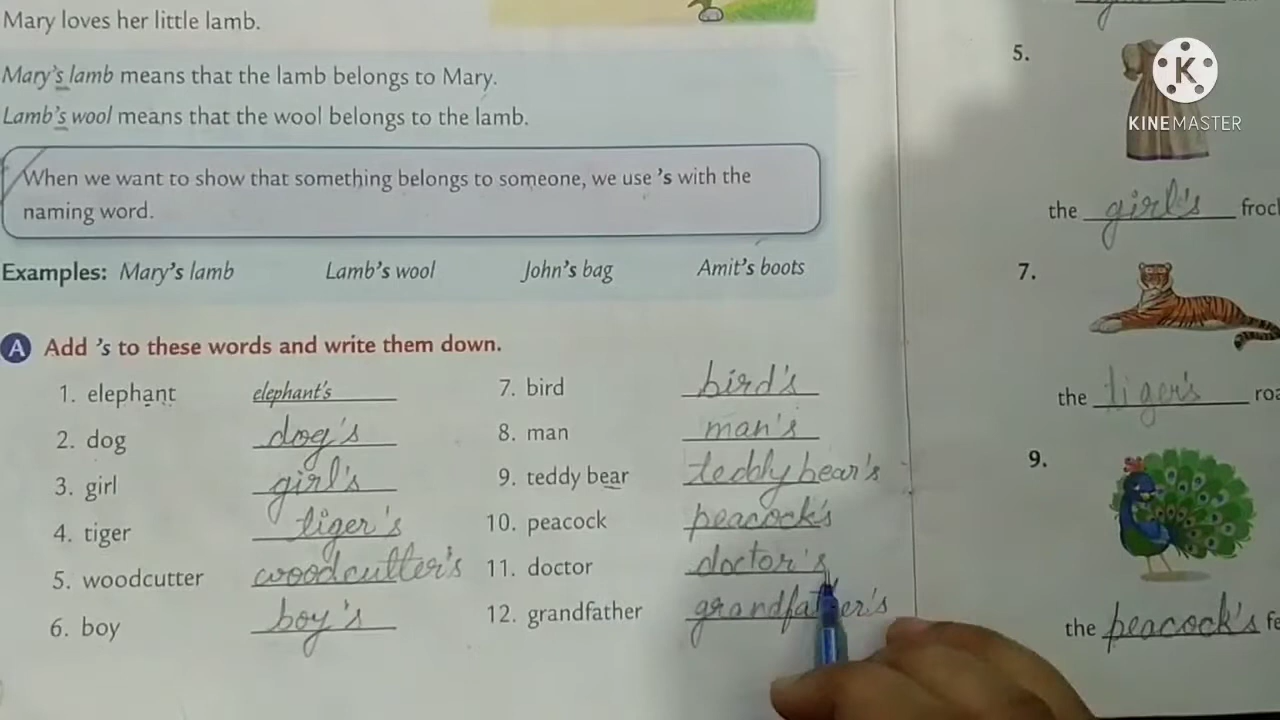 Mary loves her little lamb.
Mary's lamb means that the lamb belongs to Mary.
Lamb's wool means that the wool belongs to the lamb.
When we want to show that something belongs to someone, we use 's with the
naming word.
Examples: Mary's lamb Lamb's wool John's bag Amit's boots
A Add 's to these words and write them down.
1. elephant elephant's
2. dog dog's
3. girl girl's
4. tiger tiger's
5. woodcutter woodcutter's
6. boy boy's
7. bird bird's
8. man man's
9. teddy bear teddy bear's
10. peacock peacock's
11. doctor doctor's
12. grandfather grandfather's
5.
KINEMASTER
the girl's
7.
the tiger's
9.
the peacock's